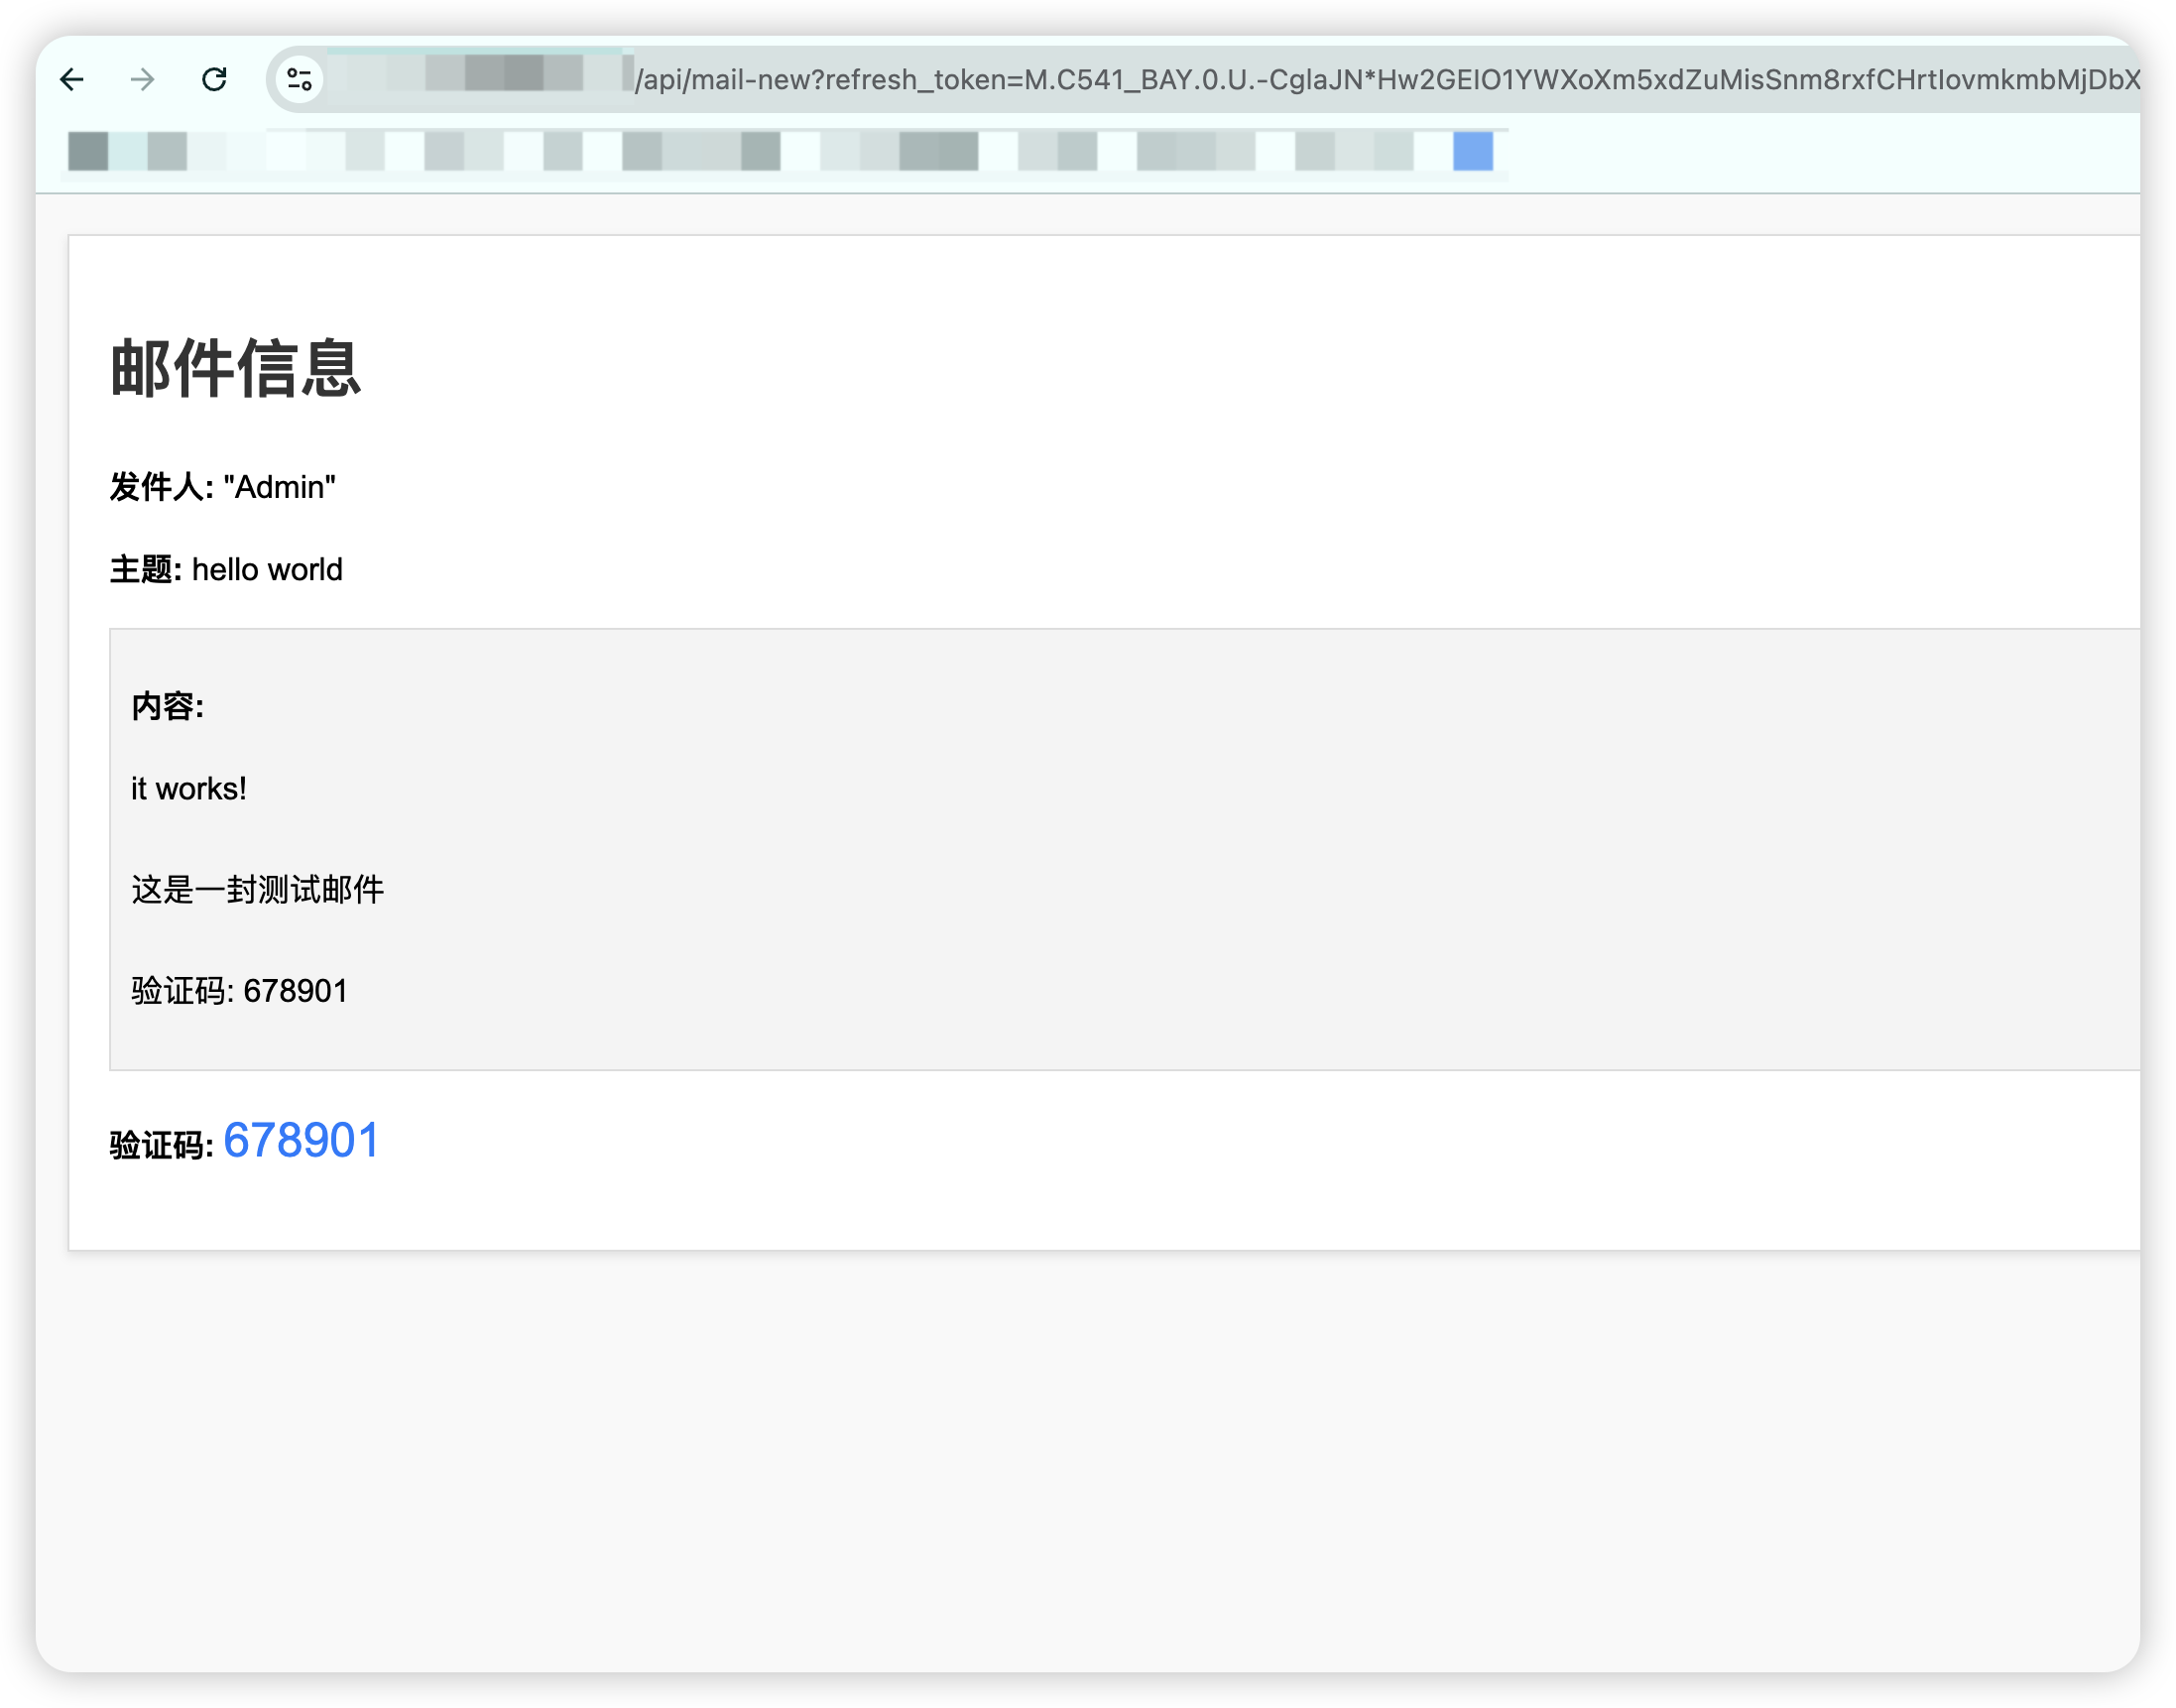 /api/mail-new?refresh_token=M.C541_BAY.0.U.-CglaJN*Hw2GEIO1YWXoXm5xdZuMisSnm8rxfCHrtIovmkmbMjDbX
邮件信息
发件人: "Admin"
主题: hello world
内容:
it works!
这是一封测试邮件
验证码: 678901
验证码: 678901